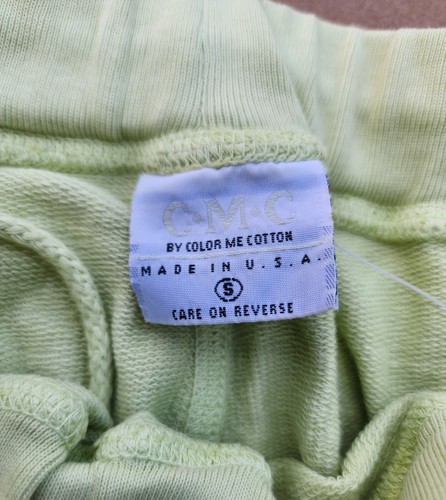 C·M·C
BY COLOR ME COTTON
MADE IN U.S.A.
S
CARE ON REVERSE